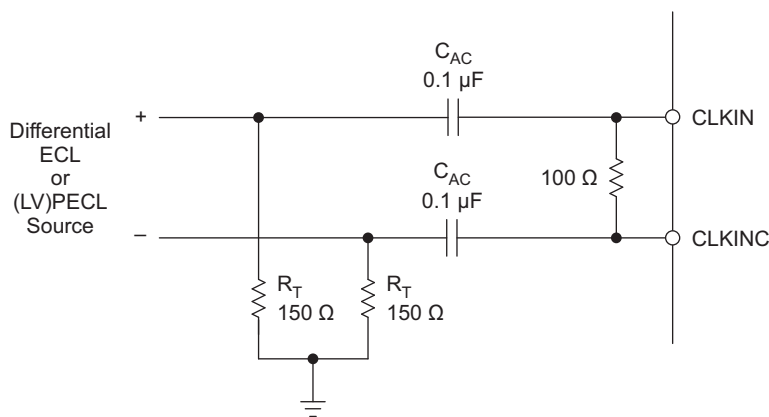 C_AC
0.1 μF
+
CLKIN
Differential
ECL
or
(LV)PECL
Source
C_AC
0.1 μF
100 Ω
–
CLKINC
R_T
150 Ω
R_T
150 Ω